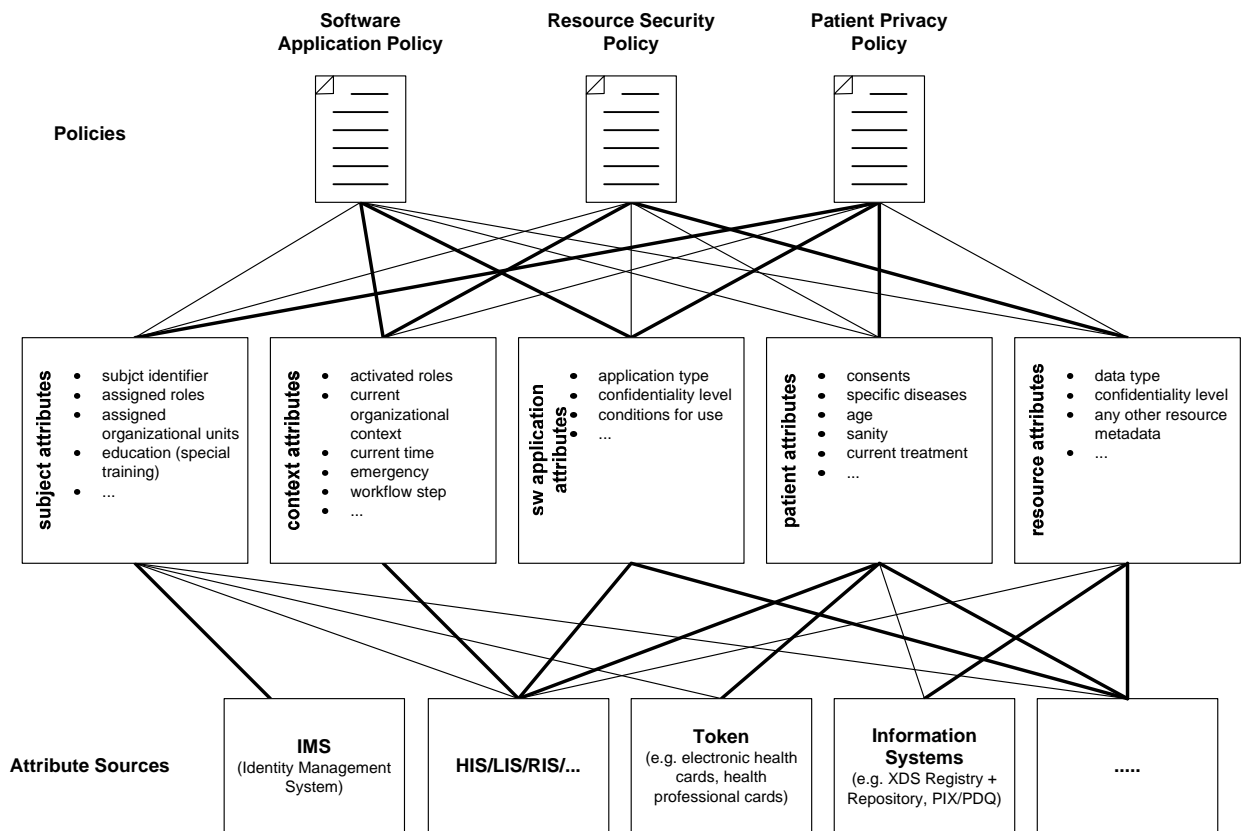 Software
Application Policy
Resource Security
Policy
Patient Privacy
Policy
Policies
subject attributes
• subjct identifier
• assigned roles
• assigned
organizational units
• education (special
training)
• ...
context attributes
• activated roles
• current
organizational
context
• current time
• emergency
• workflow step
• ...
sw application
attributes
• application type
• confidentiality level
• conditions for use
• ...
patient attributes
• consents
• specific diseases
• age
• sanity
• current treatment
• ...
resource attributes
• data type
• confidentiality level
• any other resource
metadata
• ...
Attribute Sources
IMS
(Identity Management
System)
HIS/LIS/RIS/...
Token
(e.g. electronic health
cards, health
professional cards)
Information
Systems
(e.g. XDS Registry +
Repository, PIX/PDQ)
.....